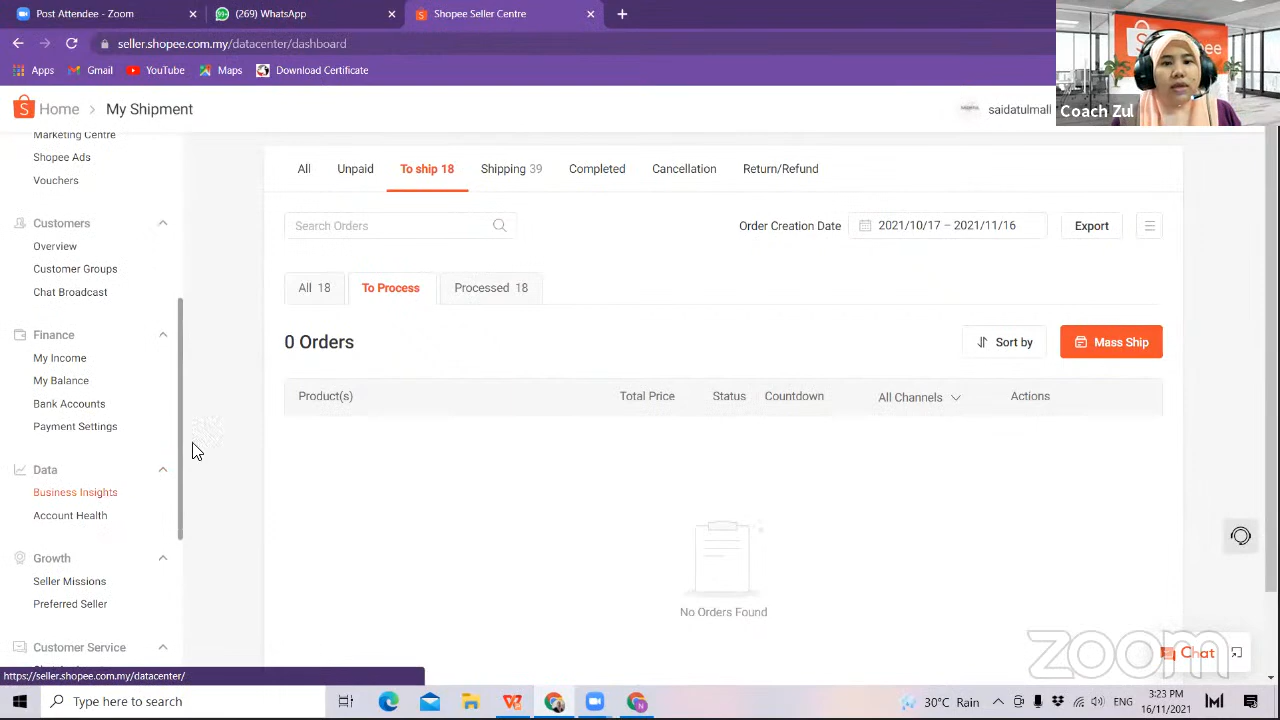 Post Attendee - Zoom
(269) WhatsApp
Shopee Seller Centre
seller.shopee.com.my/datacenter/dashboard
Apps
Gmail
YouTube
Maps
Download Certificate
Coach Zul
Home > My Shipment
saidatulmall
Marketing Centre
Shopee Ads
Vouchers
Customers
Overview
Customer Groups
Chat Broadcast
Finance
My Income
My Balance
Bank Accounts
Payment Settings
Data
Business Insights
Account Health
Growth
Seller Missions
Preferred Seller
Customer Service
All
Unpaid
To ship 18
Shipping 39
Completed
Cancellation
Return/Refund
Search Orders
Order Creation Date
2021/10/17 – 2021/11/16
Export
All 18
To Process
Processed 18
0 Orders
Sort by
Mass Ship
Product(s)
Total Price
Status
Countdown
All Channels
Actions
No Orders Found
zoom
Chat
https://seller.shopee.com.my/datacenter/
Type here to search
30°C Rain
ENG
3:23 PM
16/11/2021